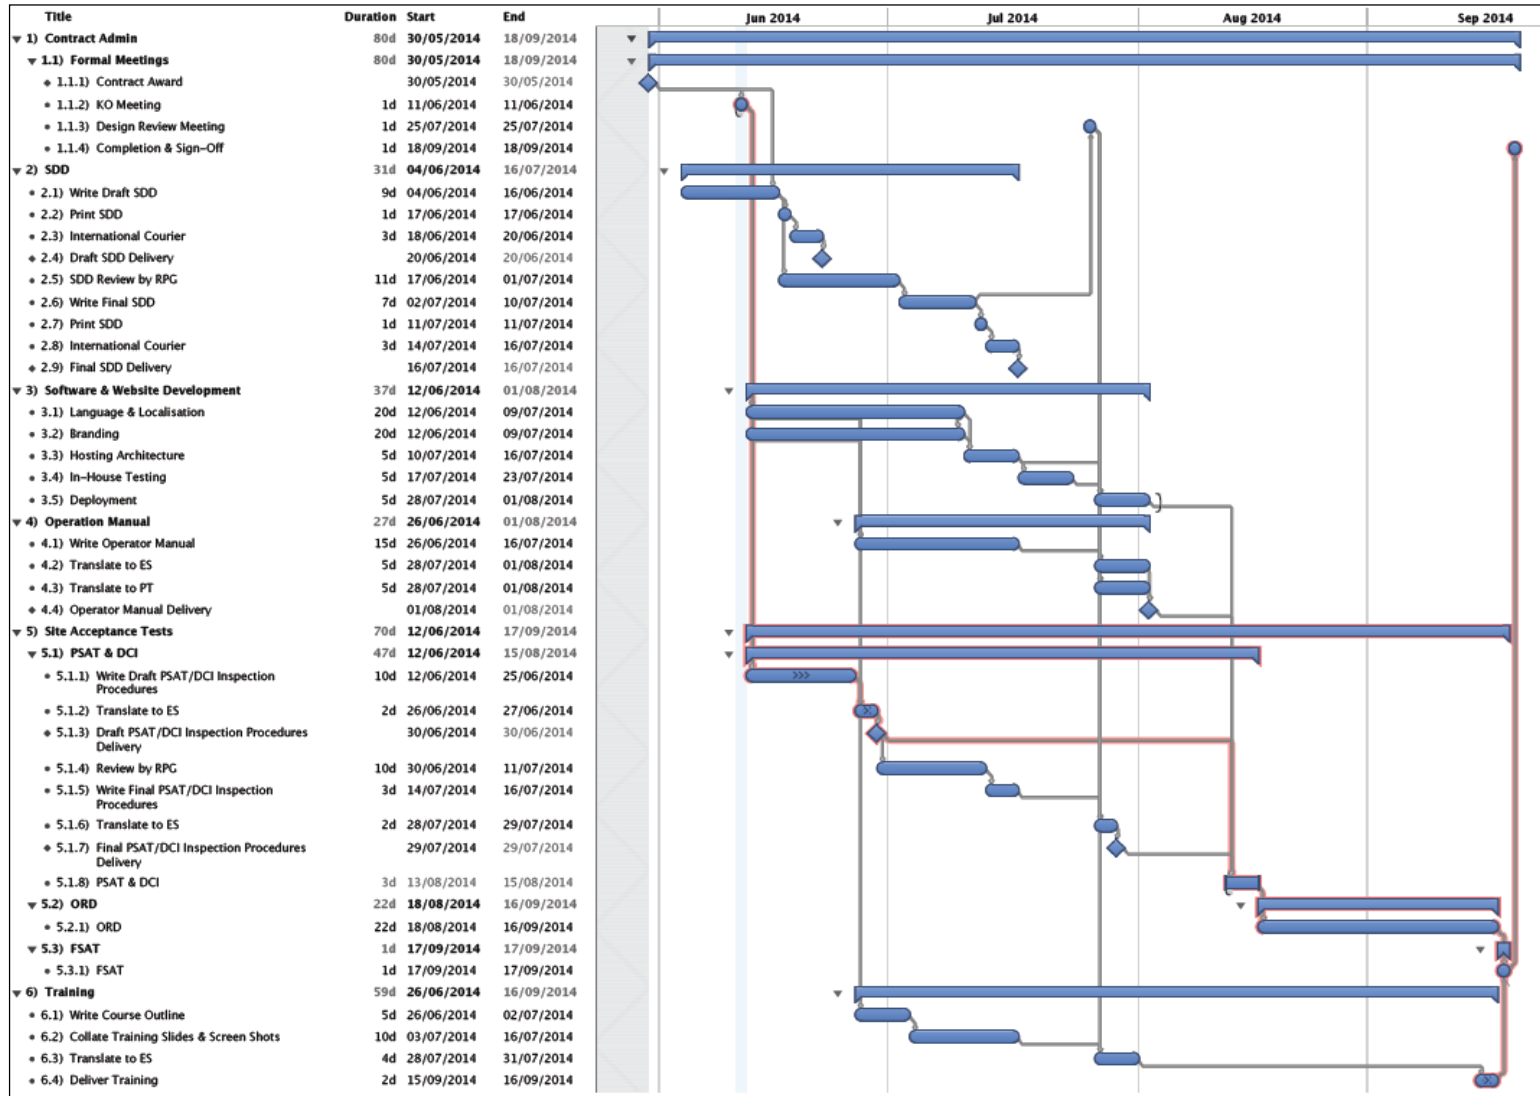 Title Duration Start End Jun 2014 Jul 2014 Aug 2014 Sep 2014
1) Contract Admin 80d 30/05/2014 18/09/2014
1.1) Formal Meetings 80d 30/05/2014 18/09/2014
1.1.1) Contract Award 30/05/2014 30/05/2014
1.1.2) KO Meeting 1d 11/06/2014 11/06/2014
1.1.3) Design Review Meeting 1d 25/07/2014 25/07/2014
1.1.4) Completion & Sign-Off 1d 18/09/2014 18/09/2014
2) SDD 31d 04/06/2014 16/07/2014
2.1) Write Draft SDD 9d 04/06/2014 16/06/2014
2.2) Print SDD 1d 17/06/2014 17/06/2014
2.3) International Courier 3d 18/06/2014 20/06/2014
2.4) Draft SDD Delivery 20/06/2014 20/06/2014
2.5) SDD Review by RPG 11d 17/06/2014 01/07/2014
2.6) Write Final SDD 7d 02/07/2014 10/07/2014
2.7) Print SDD 1d 11/07/2014 11/07/2014
2.8) International Courier 3d 14/07/2014 16/07/2014
2.9) Final SDD Delivery 16/07/2014 16/07/2014
3) Software & Website Development 37d 12/06/2014 01/08/2014
3.1) Language & Localisation 20d 12/06/2014 09/07/2014
3.2) Branding 20d 12/06/2014 09/07/2014
3.3) Hosting Architecture 5d 10/07/2014 16/07/2014
3.4) In-House Testing 5d 17/07/2014 23/07/2014
3.5) Deployment 5d 28/07/2014 01/08/2014
4) Operation Manual 27d 26/06/2014 01/08/2014
4.1) Write Operator Manual 15d 26/06/2014 16/07/2014
4.2) Translate to ES 5d 28/07/2014 01/08/2014
4.3) Translate to PT 5d 28/07/2014 01/08/2014
4.4) Operator Manual Delivery 01/08/2014 01/08/2014
5) Site Acceptance Tests 70d 12/06/2014 17/09/2014
5.1) PSAT & DCI 47d 12/06/2014 15/08/2014
5.1.1) Write Draft PSAT/DCI Inspection 10d 12/06/2014 25/06/2014
Procedures
5.1.2) Translate to ES 2d 26/06/2014 27/06/2014
5.1.3) Draft PSAT/DCI Inspection Procedures 30/06/2014 30/06/2014
Delivery
5.1.4) Review by RPG 10d 30/06/2014 11/07/2014
5.1.5) Write Final PSAT/DCI Inspection 3d 14/07/2014 16/07/2014
Procedures
5.1.6) Translate to ES 2d 28/07/2014 29/07/2014
5.1.7) Final PSAT/DCI Inspection Procedures 29/07/2014 29/07/2014
Delivery
5.1.8) PSAT & DCI 3d 13/08/2014 15/08/2014
5.2) ORD 22d 18/08/2014 16/09/2014
5.2.1) ORD 22d 18/08/2014 16/09/2014
5.3) FSAT 1d 17/09/2014 17/09/2014
5.3.1) FSAT 1d 17/09/2014 17/09/2014
6) Training 59d 26/06/2014 16/09/2014
6.1) Write Course Outline 5d 26/06/2014 02/07/2014
6.2) Collate Training Slides & Screen Shots 10d 03/07/2014 16/07/2014
6.3) Translate to ES 4d 28/07/2014 31/07/2014
6.4) Deliver Training 2d 15/09/2014 16/09/2014